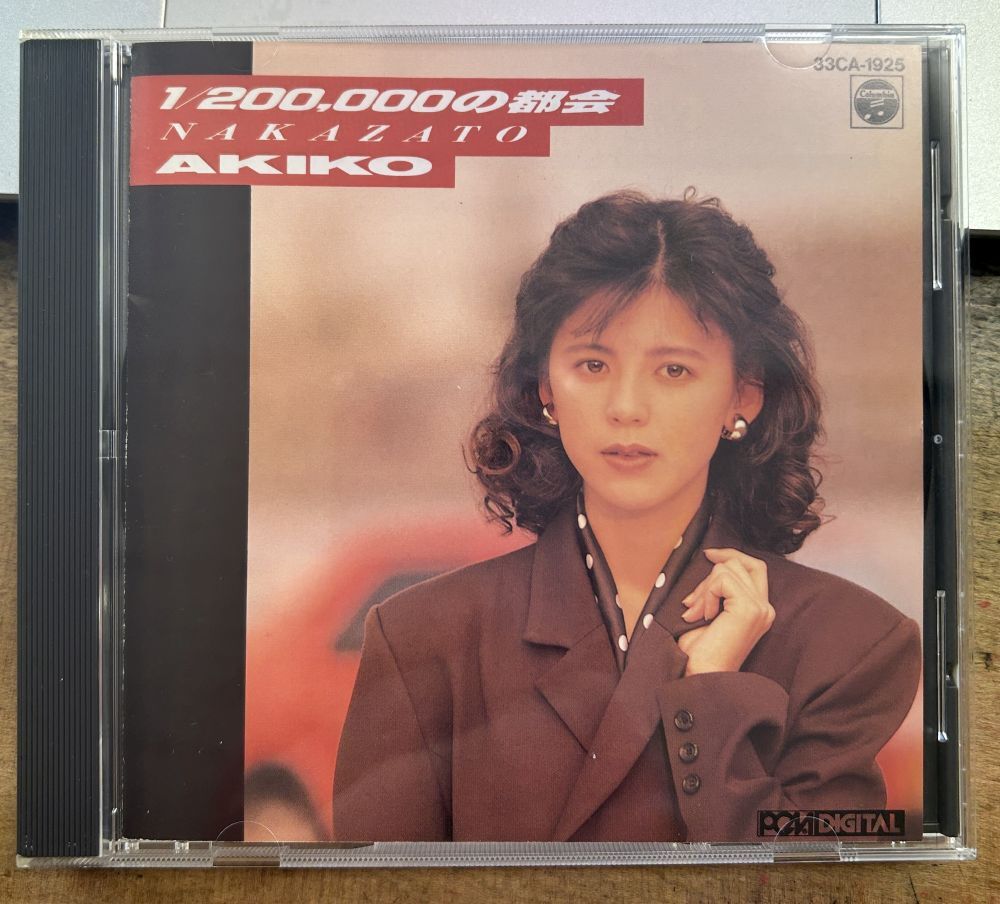 1/200,000の都会
NAKAZATO
AKIKO
33CA-1925
Columbia
PCM DIGITAL